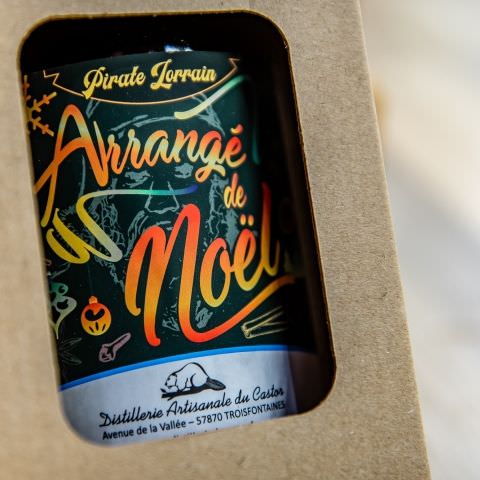 Pirate Lorrain
Arrangé
de
Noël
Distillerie Artisanale du Castor
Avenue de la Vallée – 57870 TROISFONTAINES